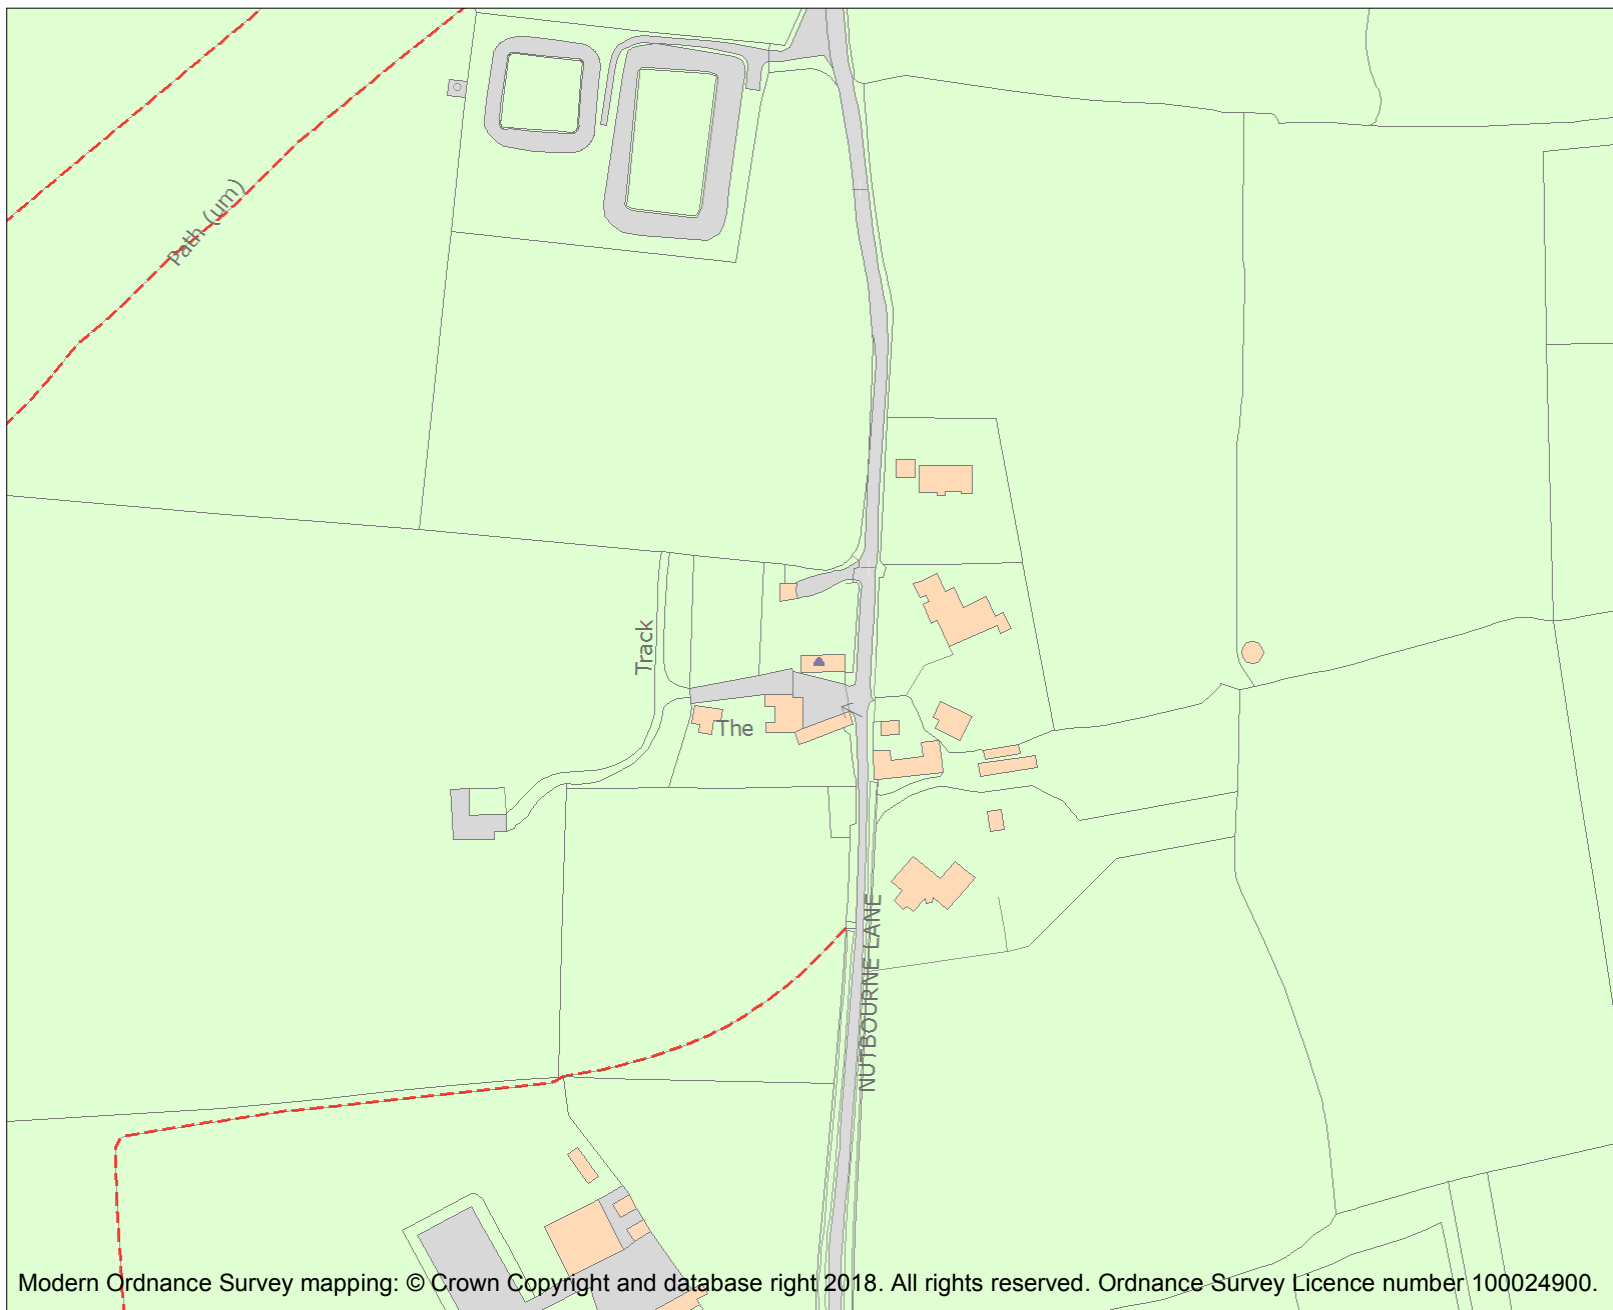 Path (um)
Track
The
NUTBOURNE LANE
Modern Ordnance Survey mapping: © Crown Copyright and database right 2018. All rights reserved. Ordnance Survey Licence number 100024900.